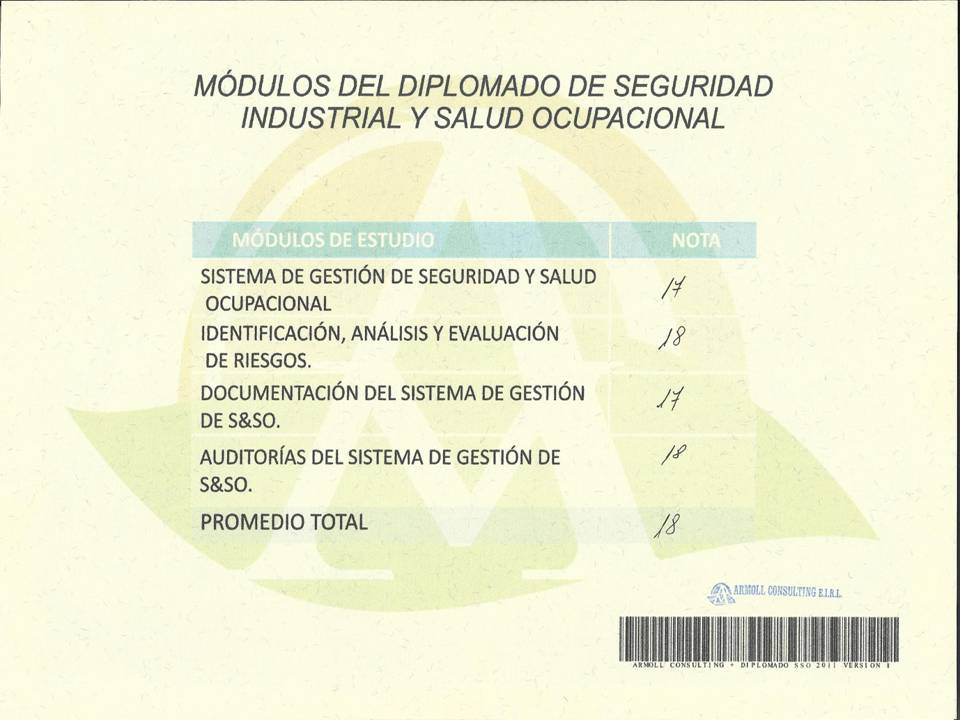 MÓDULOS DEL DIPLOMADO DE SEGURIDAD
INDUSTRIAL Y SALUD OCUPACIONAL
MÓDULOS DE ESTUDIO NOTA
SISTEMA DE GESTIÓN DE SEGURIDAD Y SALUD
OCUPACIONAL 17
IDENTIFICACIÓN, ANÁLISIS Y EVALUACIÓN
DE RIESGOS. 18
DOCUMENTACIÓN DEL SISTEMA DE GESTIÓN
DE S&SO. 17
AUDITORÍAS DEL SISTEMA DE GESTIÓN DE
S&SO. 18
PROMEDIO TOTAL 18
ARMOLL CONSULTING E.I.R.L.
ARMOLL CONSULTING + DIPLOMADO SSO 2011 VERSION 1